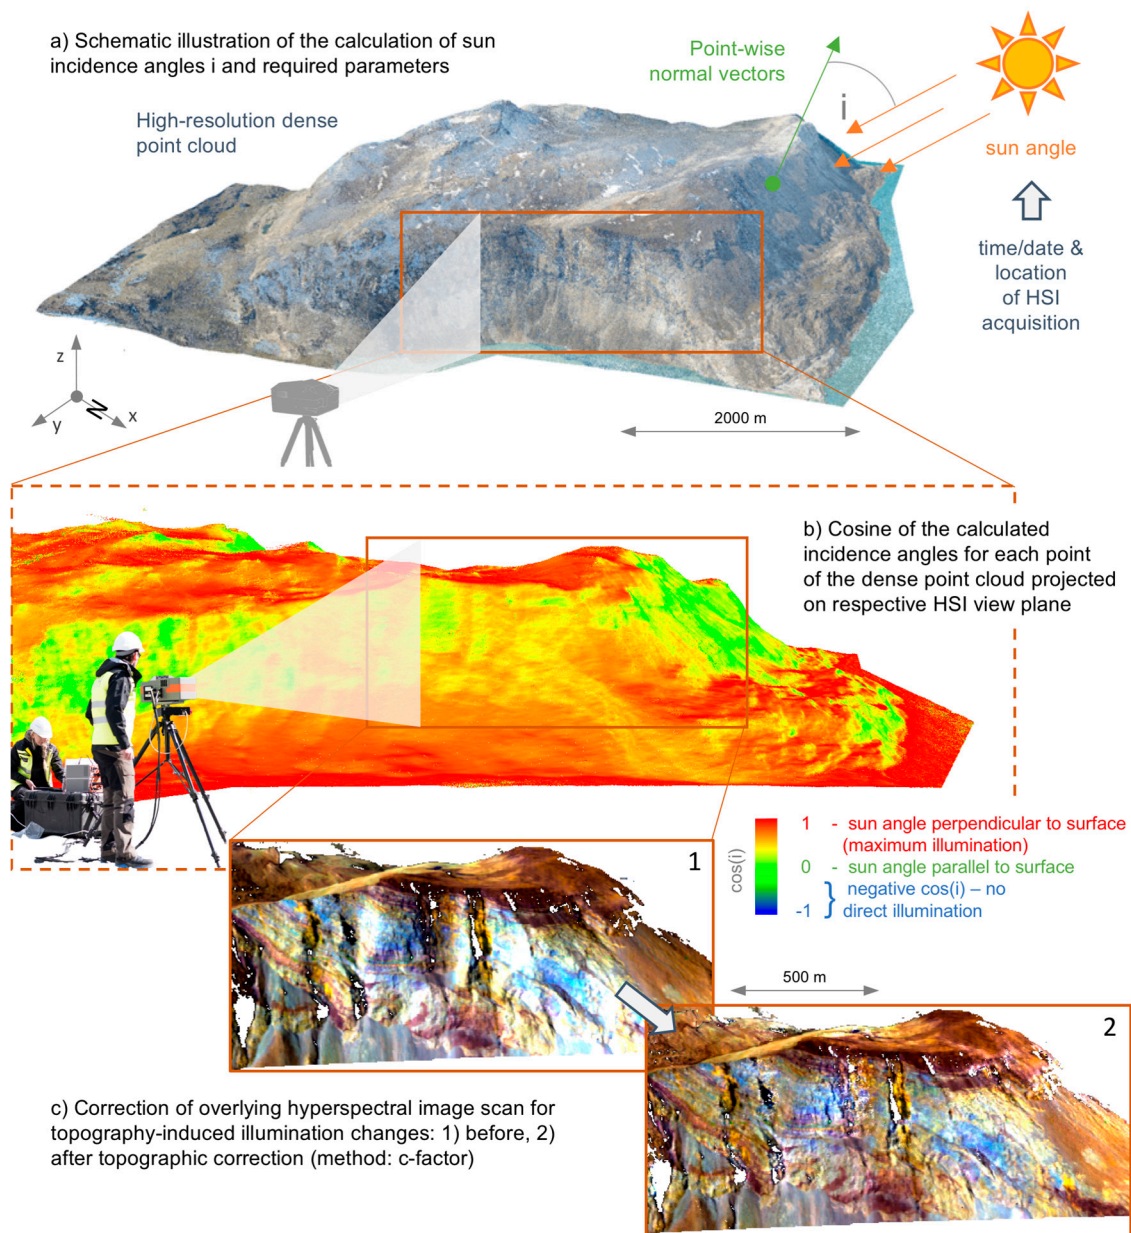 a) Schematic illustration of the calculation of sun
incidence angles i and required parameters
Point-wise
normal vectors
i
High-resolution dense
point cloud
sun angle
time/date &
location
of HSI
acquisition
z
N
y
x
2000 m
b) Cosine of the calculated
incidence angles for each point
of the dense point cloud projected
on respective HSI view plane
cos(i)
1 - sun angle perpendicular to surface
(maximum illumination)
0 - sun angle parallel to surface
-1 } negative cos(i) – no
direct illumination
1
500 m
2
c) Correction of overlying hyperspectral image scan for
topography-induced illumination changes: 1) before, 2)
after topographic correction (method: c-factor)